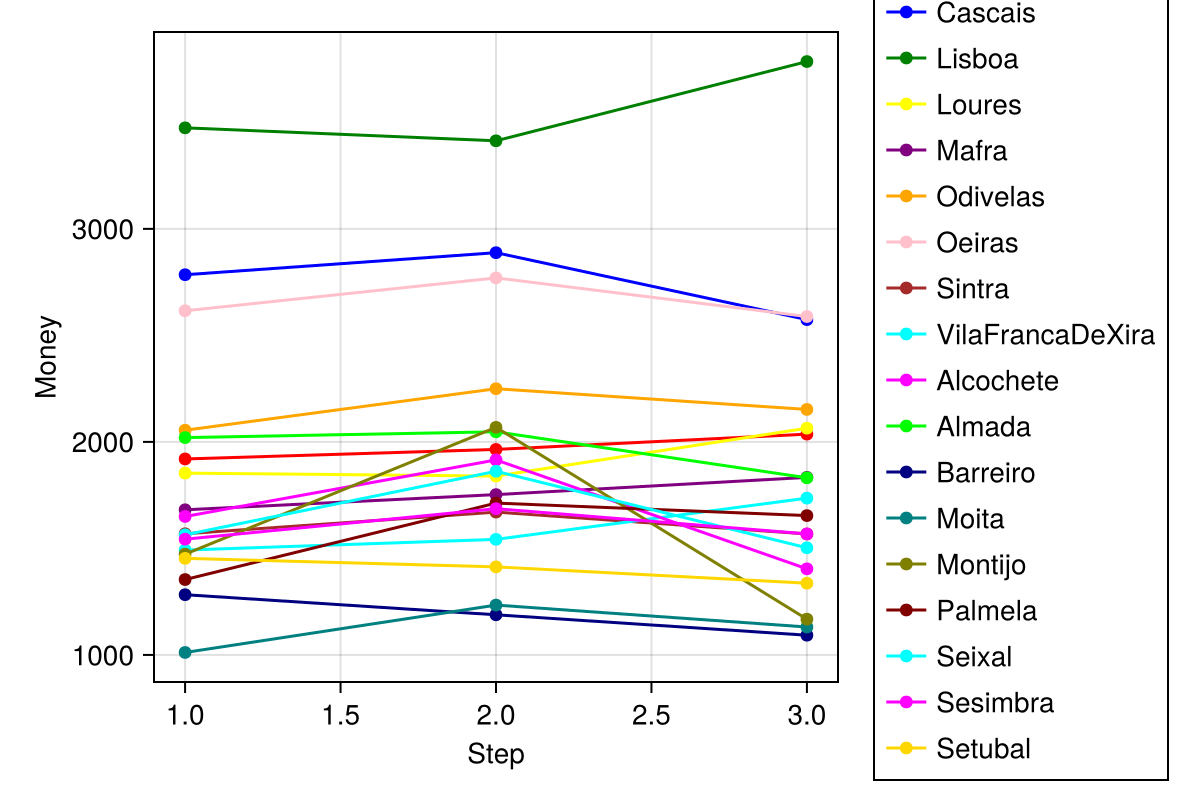 Cascais
Lisboa
Loures
Mafra
Odivelas
Oeiras
Sintra
VilaFrancaDeXira
Alcochete
Almada
Barreiro
Moita
Montijo
Palmela
Seixal
Sesimbra
Setubal
3000
2000
1000
Money
1.0 1.5 2.0 2.5 3.0
Step